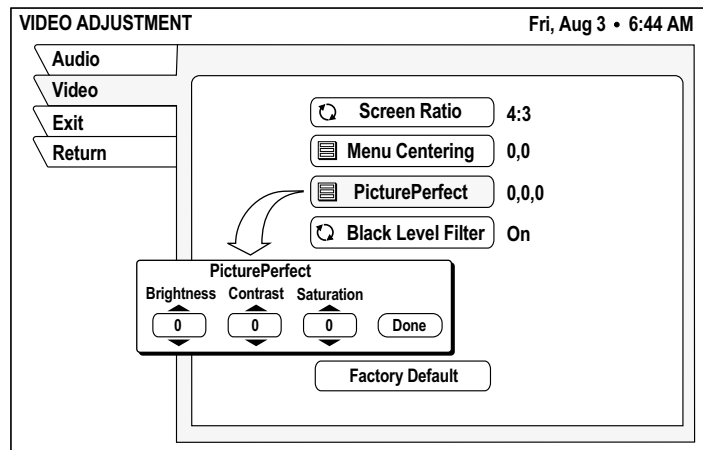 VIDEO ADJUSTMENT
Fri, Aug 3 • 6:44 AM
Audio
Video
Exit
Return
Screen Ratio 4:3
Menu Centering 0,0
PicturePerfect 0,0,0
Black Level Filter On
PicturePerfect
Brightness Contrast Saturation
0 0 0 Done
Factory Default